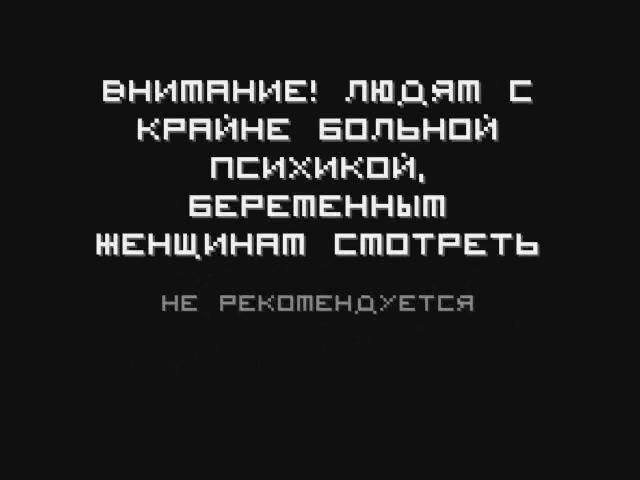 ВНИМАНИЕ! ЛЮДЯМ С
КРАЙНЕ БОЛЬНОЙ
ПСИХИКОЙ,
БЕРЕМЕННЫМ
ЖЕНЩИНАМ СМОТРЕТЬ
НЕ РЕКОМЕНДУЕТСЯ